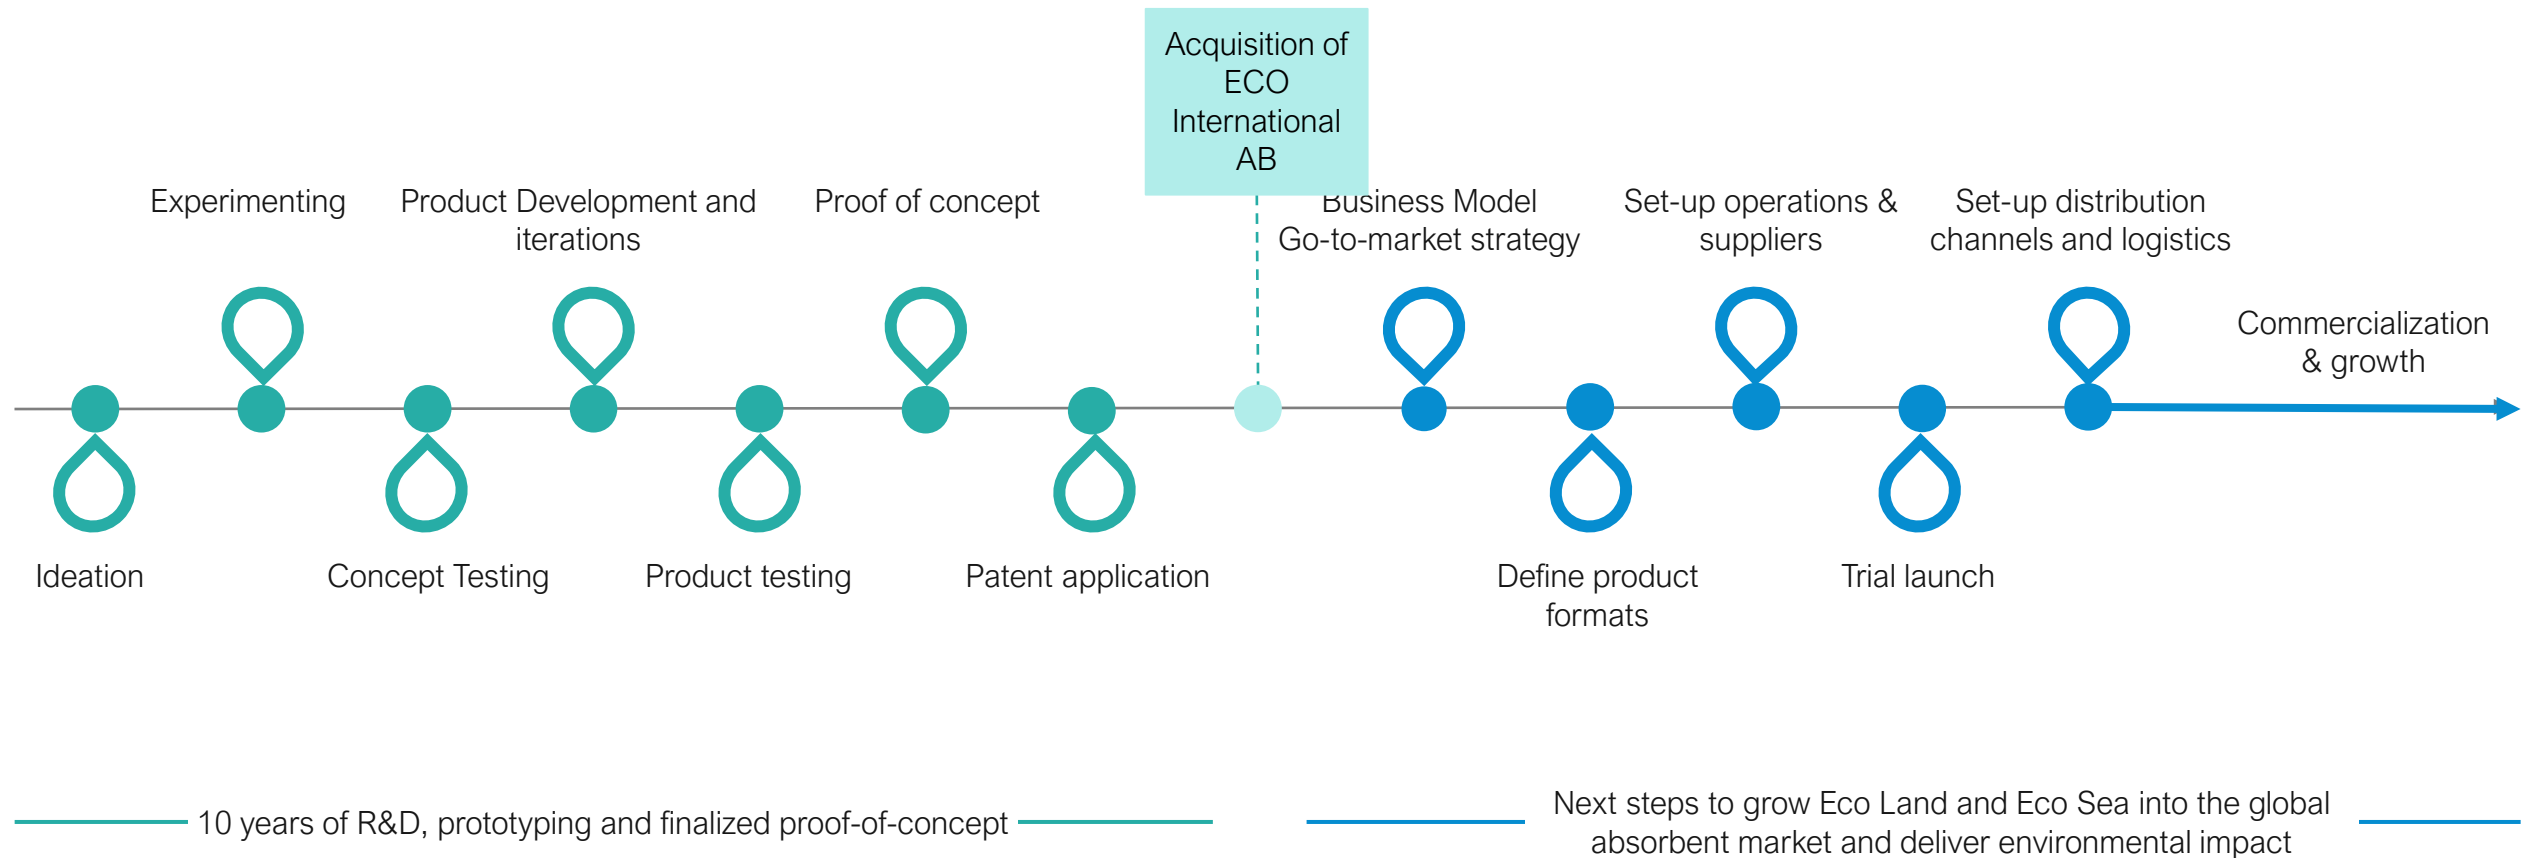 Acquisition of
ECO
International
AB
Experimenting
Product Development and
iterations
Proof of concept
Business Model
Go-to-market strategy
Set-up operations &
suppliers
Set-up distribution
channels and logistics
Commercialization
& growth
Ideation
Concept Testing
Product testing
Patent application
Define product
formats
Trial launch
10 years of R&D, prototyping and finalized proof-of-concept
Next steps to grow Eco Land and Eco Sea into the global
absorbent market and deliver environmental impact